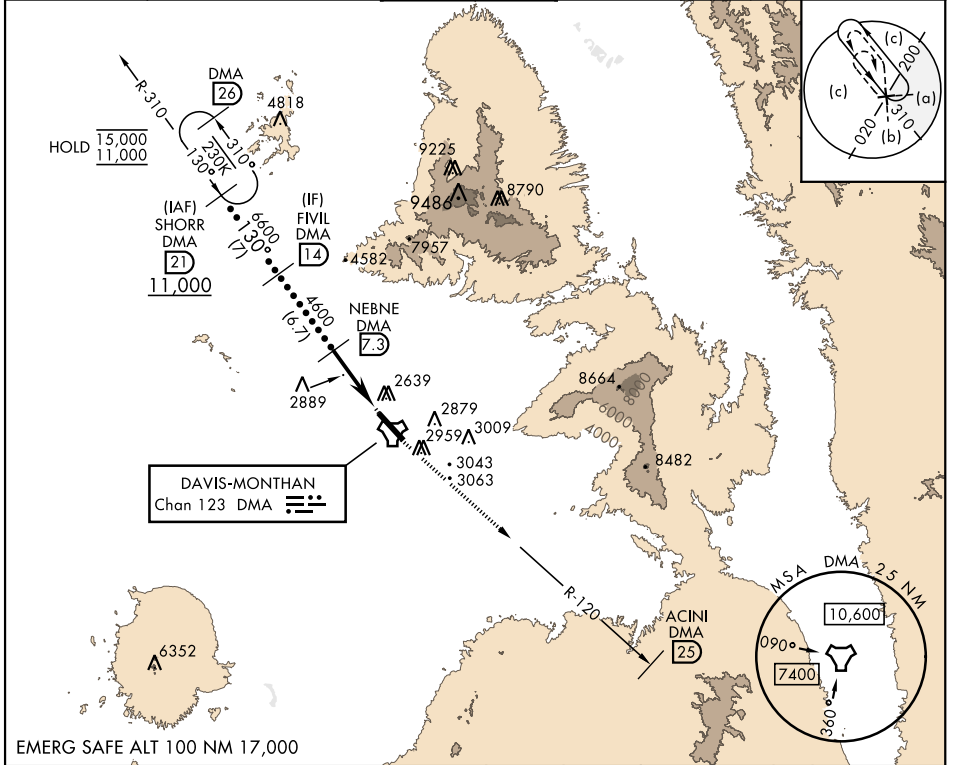 R-310
DMA
26
4818
HOLD 15,000
11,000
310°
230K
130°
(IAF)
SHORR
DMA
21
11,000
6600
130°
(7)
(IF)
FIVIL
DMA
14
4600
(6.7)
NEBNE
DMA
7.3
9225
9486
8790
7957
4582
2889
2639
2879
3009
2959
3043
3063
8664
8000
6000
4000
8482
DAVIS-MONTHAN
Chan 123 DMA
R-120
ACINI
DMA
25
6352
EMERG SAFE ALT 100 NM 17,000
(c)
200
(c)
(a)
310
020
(b)
MSA DMA 25 NM
10,600
090°
7400
360°